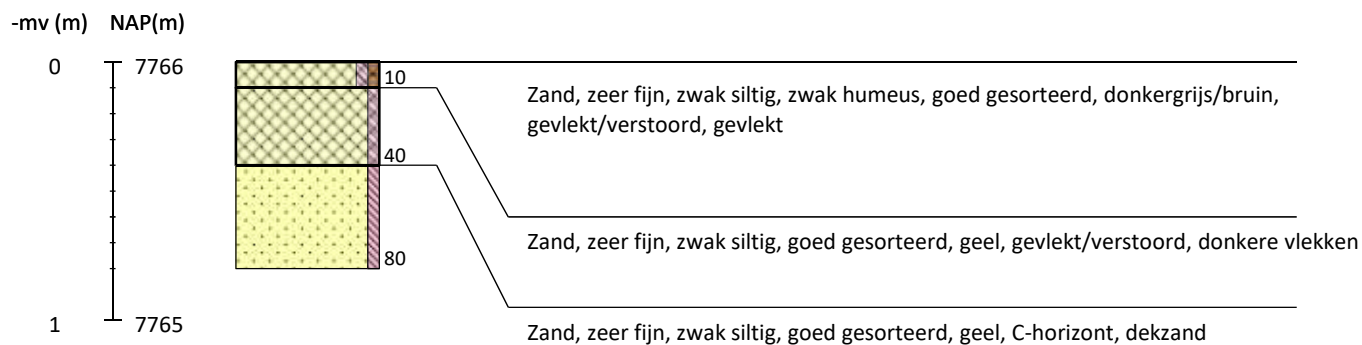 -mv (m) NAP(m)
0 7766
10
Zand, zeer fijn, zwak siltig, zwak humeus, goed gesorteerd, donkergrijs/bruin,
gevlekt/verstoord, gevlekt
40
Zand, zeer fijn, zwak siltig, goed gesorteerd, geel, gevlekt/verstoord, donkere vlekken
80
1 7765
Zand, zeer fijn, zwak siltig, goed gesorteerd, geel, C-horizont, dekzand